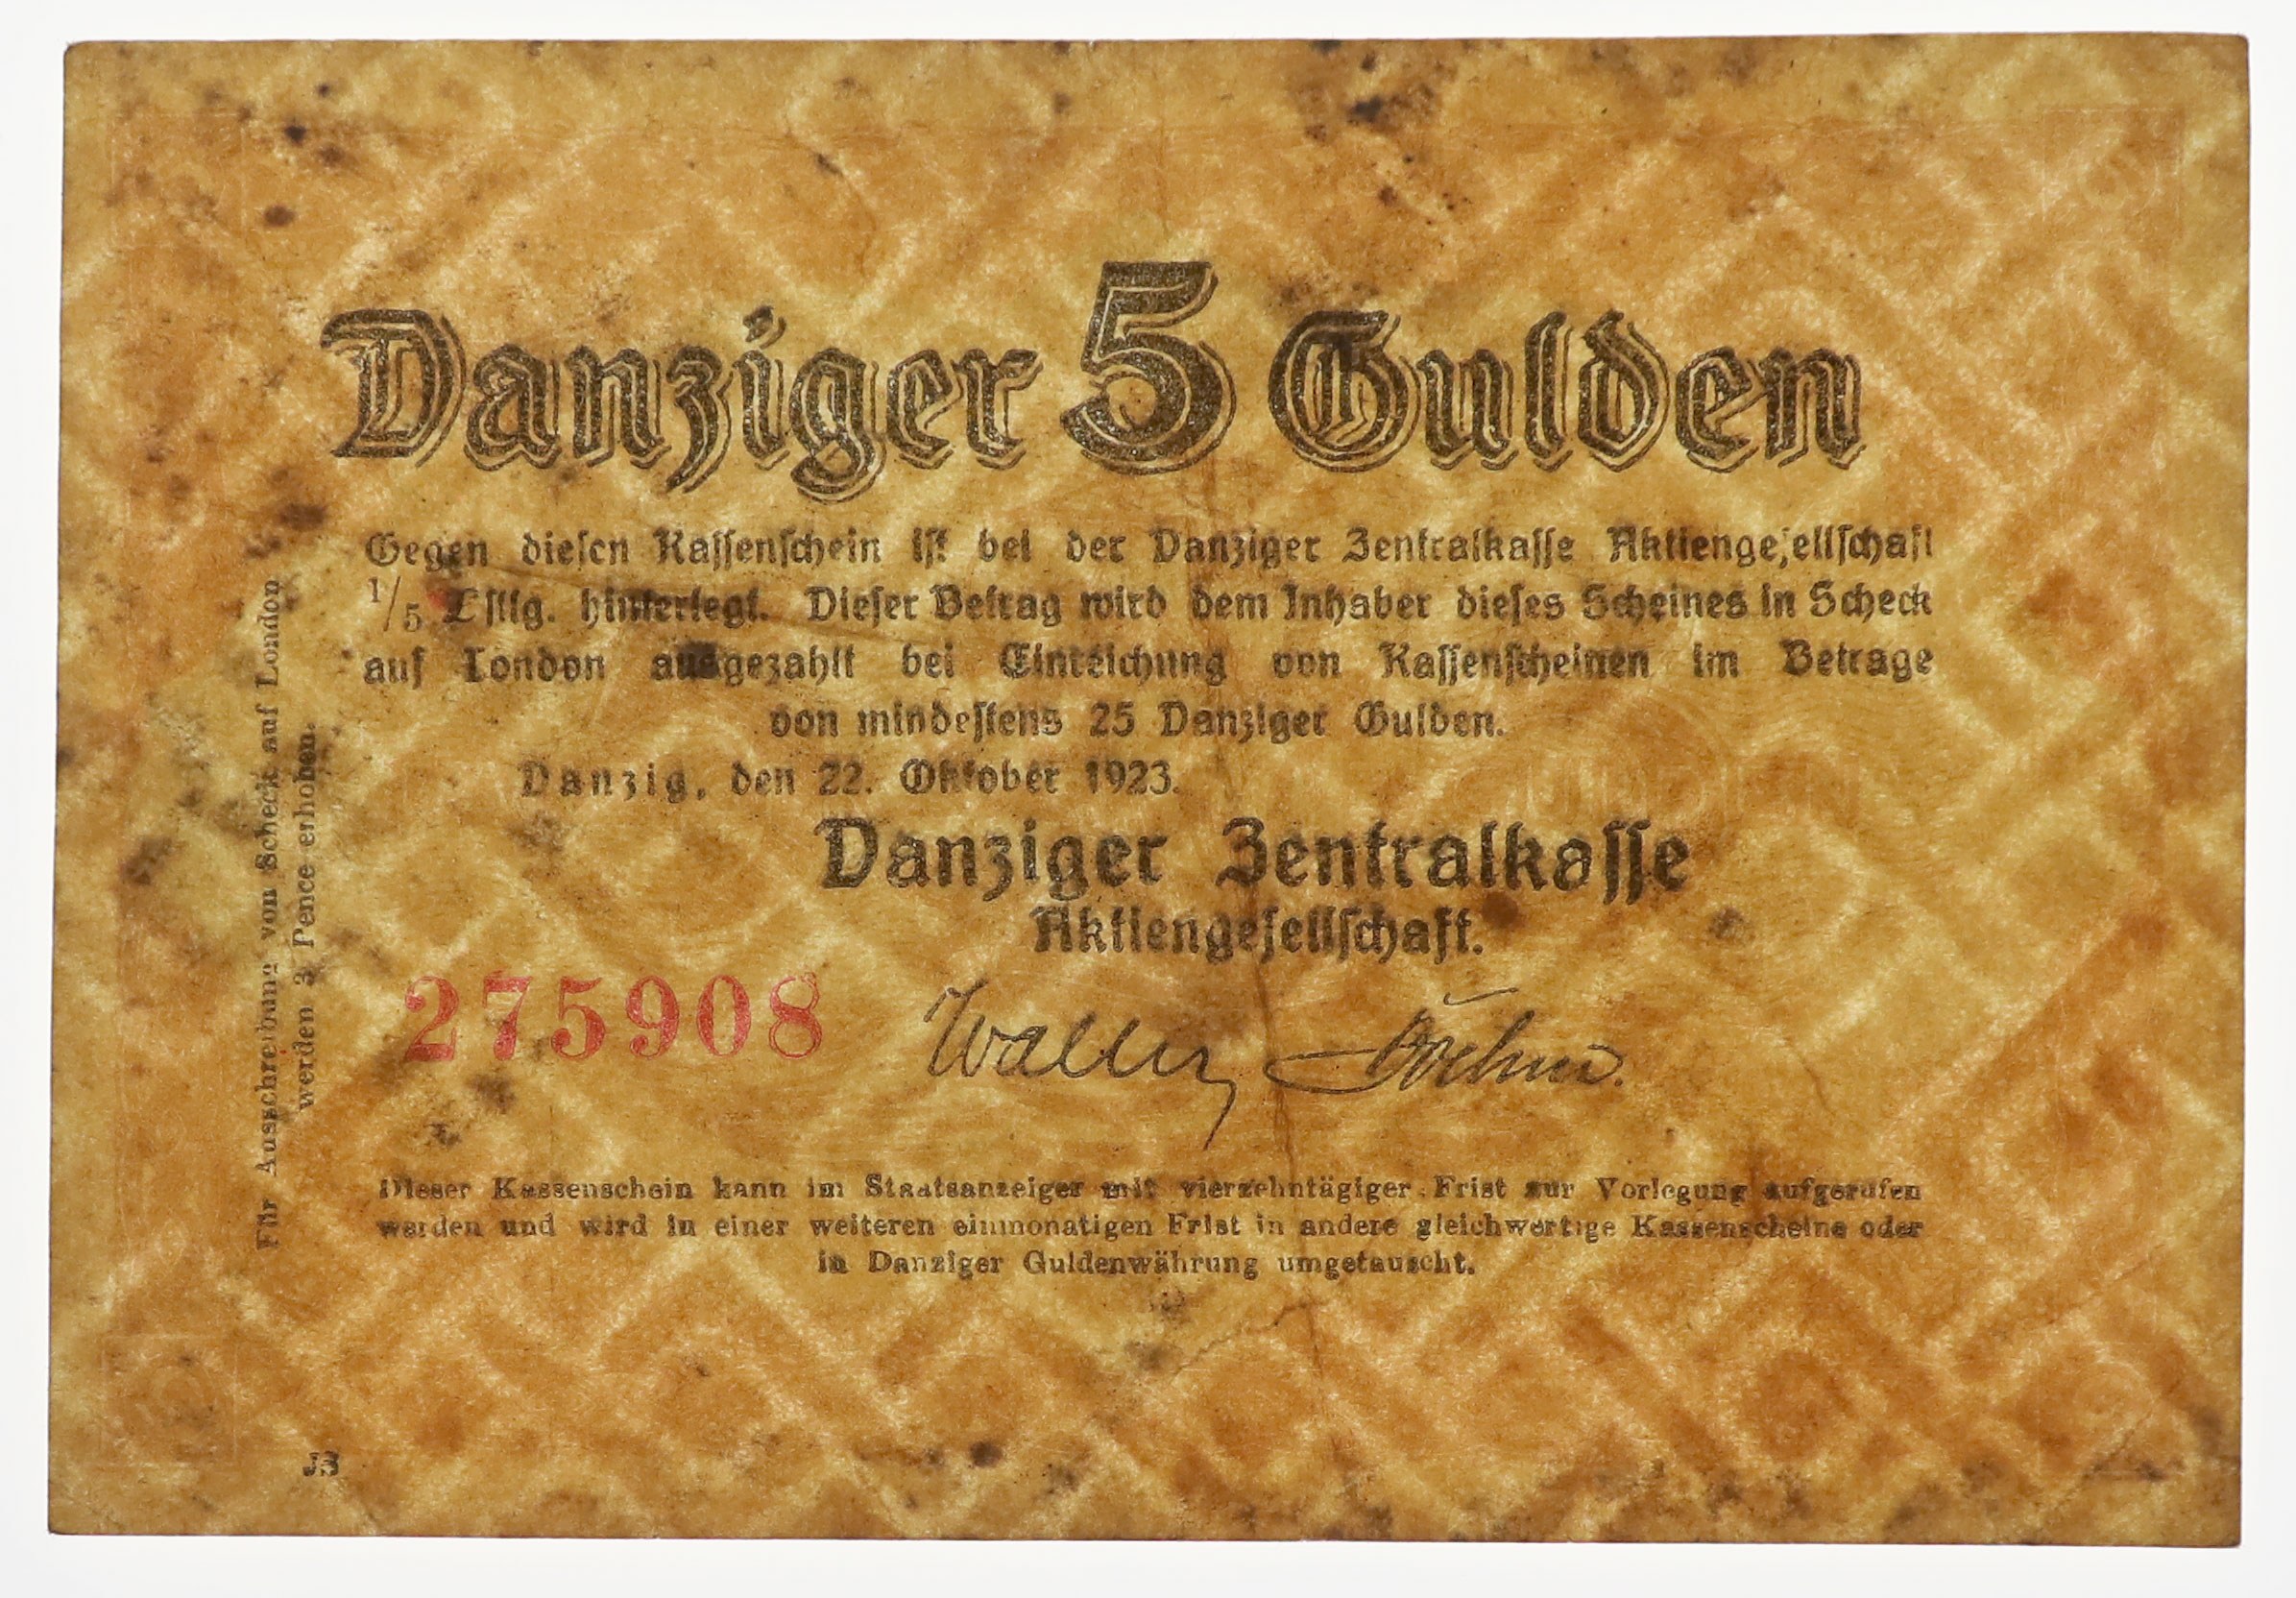 Danziger 5 Gulden
Gegen diesen Kassenschein ist bei der Danziger Zentralkasse Aktiengesellschaft
1/5 £ stlg. hinterlegt. Dieser Betrag wird dem Inhaber dieses Scheines in Scheck
auf London ausgezahlt bei Einreichung von Kassenscheinen im Betrage
von mindestens 25 Danziger Gulden.
Danzig, den 22. Oktober 1923.
Danziger Zentralkasse
Aktiengesellschaft.
275908
Für Ausschreibung von Scheck auf London
werden 3 Pence erhoben.
Dieser Kassenschein kann im Staatsanzeiger mit vierzehntägiger Frist zur Vorlegung aufgerufen
werden und wird in einer weiteren einmonatigen Frist in andere gleichwertige Kassenscheine oder
in Danziger Guldenwährung umgetauscht.